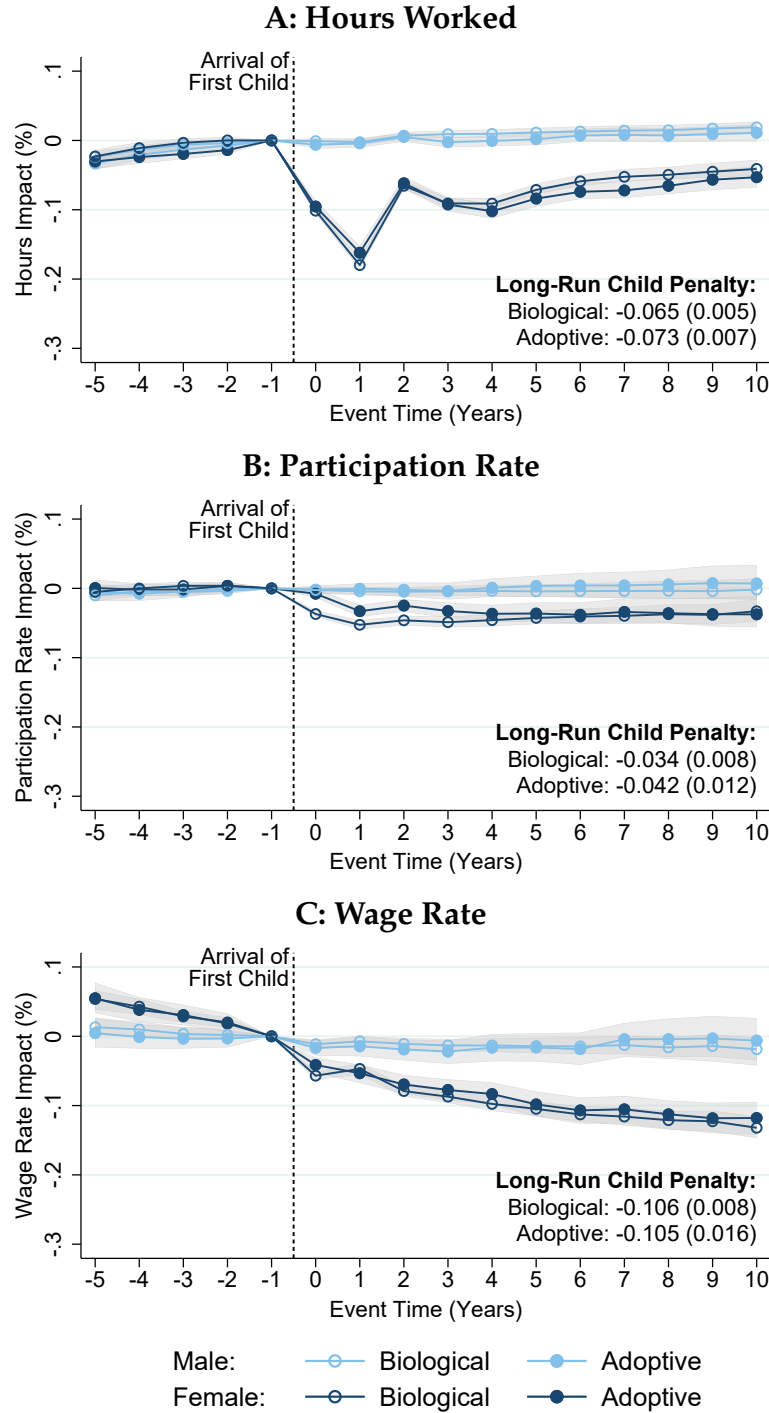 A: Hours Worked
Arrival of
First Child
.1
0
-.1
-.2
-.3
Hours Impact (%)
Long-Run Child Penalty:
Biological: -0.065 (0.005)
Adoptive: -0.073 (0.007)
-5 -4 -3 -2 -1 0 1 2 3 4 5 6 7 8 9 10
Event Time (Years)
B: Participation Rate
Arrival of
First Child
.1
0
-.1
-.2
-.3
Participation Rate Impact (%)
Long-Run Child Penalty:
Biological: -0.034 (0.008)
Adoptive: -0.042 (0.012)
-5 -4 -3 -2 -1 0 1 2 3 4 5 6 7 8 9 10
Event Time (Years)
C: Wage Rate
Arrival of
First Child
.1
0
-.1
-.2
-.3
Wage Rate Impact (%)
Long-Run Child Penalty:
Biological: -0.106 (0.008)
Adoptive: -0.105 (0.016)
-5 -4 -3 -2 -1 0 1 2 3 4 5 6 7 8 9 10
Event Time (Years)
Male: Biological Adoptive
Female: Biological Adoptive